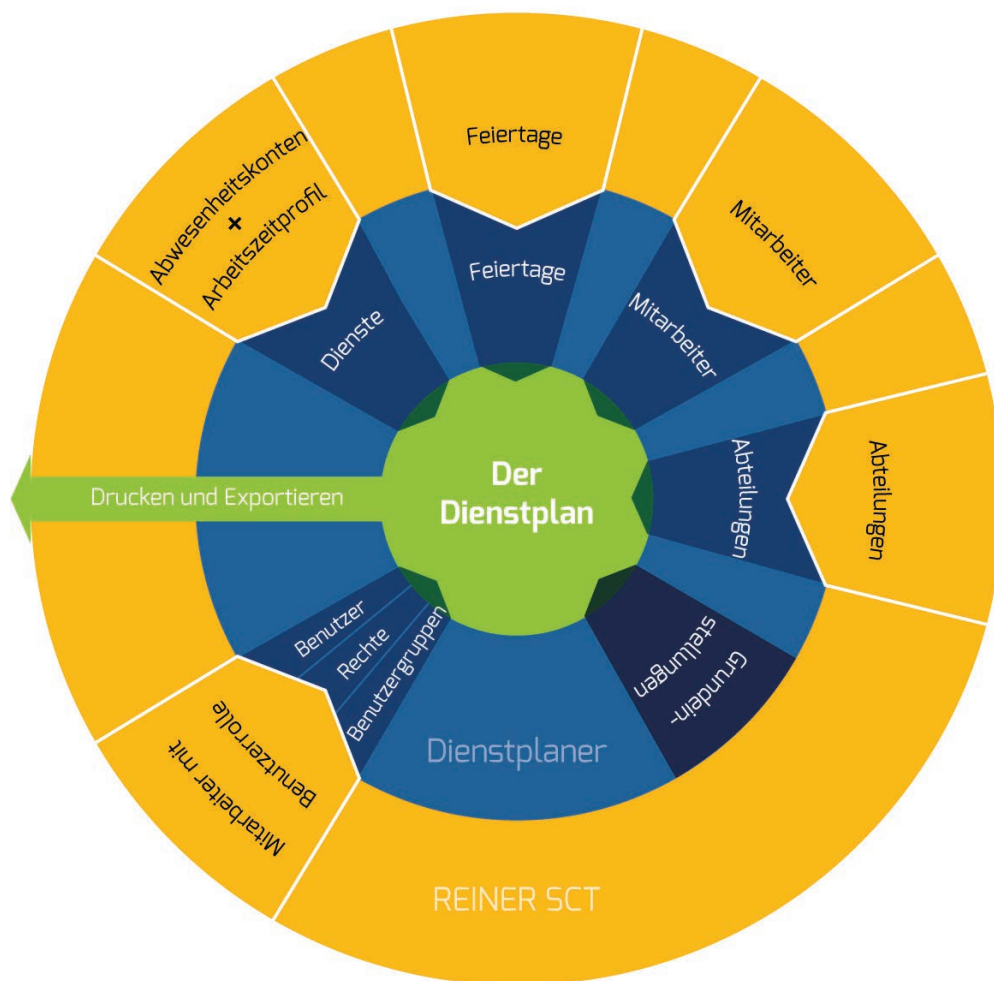 Feiertage
Abwesenheitskonten
+
Arbeitszeitprofil
Mitarbeiter
Feiertage
Dienste
Mitarbeiter
Der
Dienstplan
Abteilungen
Abteilungen
Drucken und Exportieren
Benutzer
Rechte
Benutzergruppen
Grundein-
stellungen
Dienstplaner
Mitarbeiter mit
Benutzerrolle
REINER SCT